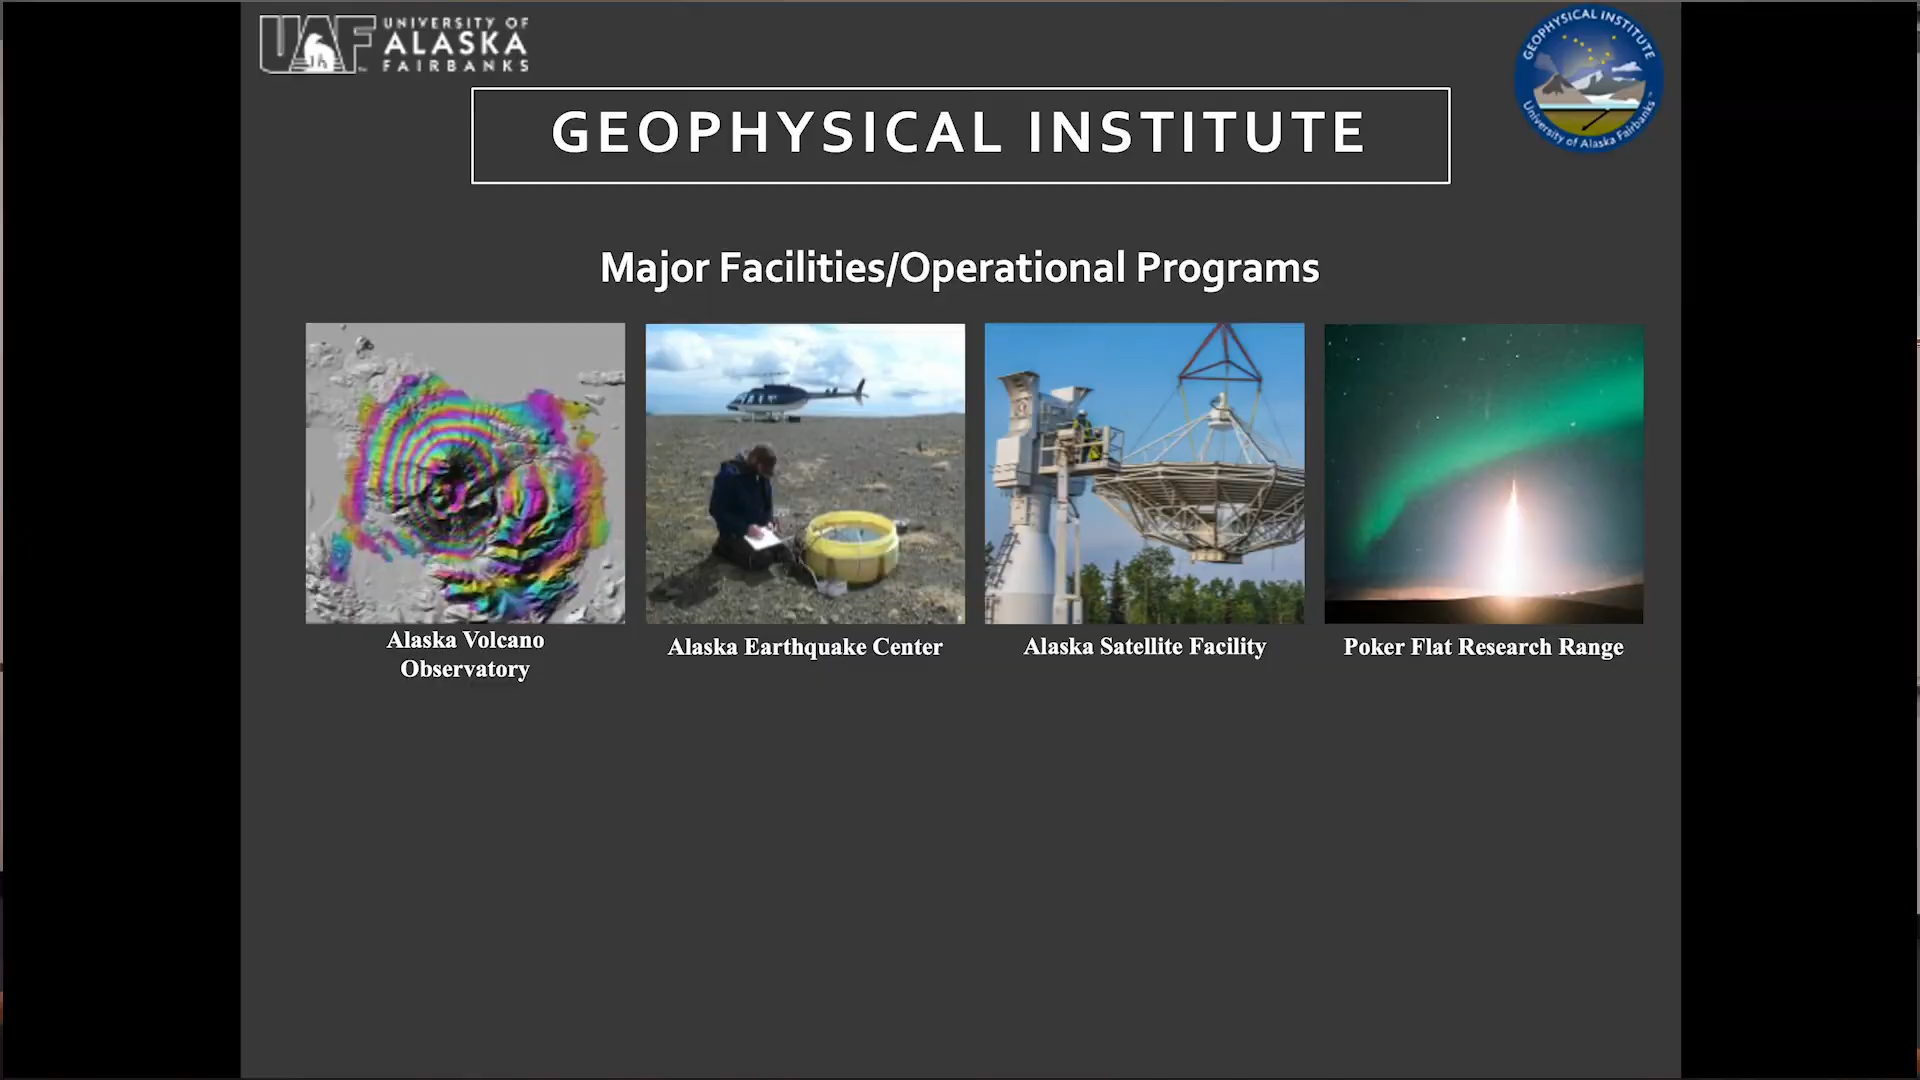 UAF
UNIVERSITY OF
ALASKA
FAIRBANKS
GEOPHYSICAL INSTITUTE
University of Alaska Fairbanks
GEOPHYSICAL INSTITUTE
Major Facilities/Operational Programs
Alaska Volcano
Observatory
Alaska Earthquake Center
Alaska Satellite Facility
Poker Flat Research Range